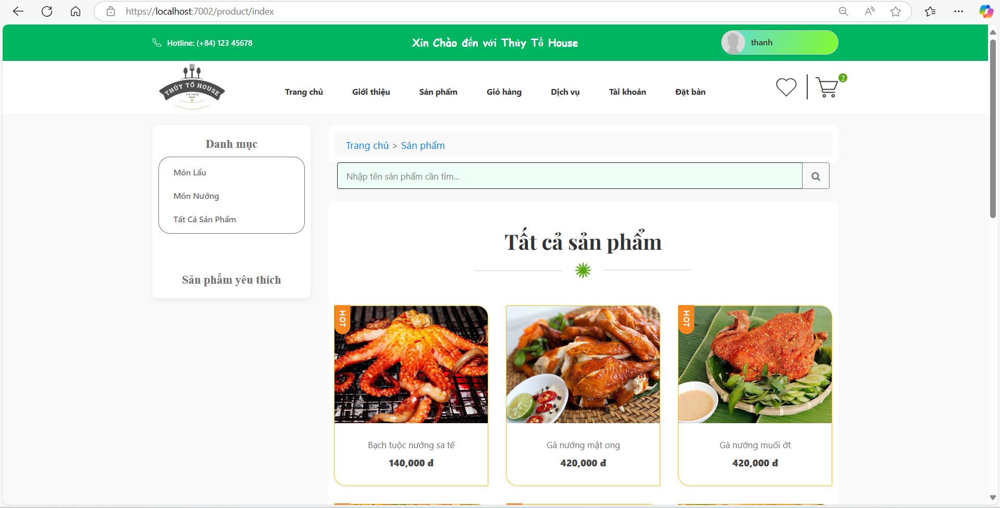 https://localhost:7002/product/index
Hotline: (+84) 123 45678
Xin Chào đến với Thủy Tồ House
thanh
THỦY TỔ HOUSE
VIETNAM
2022
Trang chủ
Giới thiệu
Sản phẩm
Giỏ hàng
Dịch vụ
Tài khoản
Đặt bàn
2
Danh mục
Món Lẩu
Món Nướng
Tất Cả Sản Phẩm
Sản phẩm yêu thích
Trang chủ > Sản phẩm
Nhập tên sản phẩm cần tìm...
Tất cả sản phẩm
HOT
HOT
Bạch tuộc nướng sa tế
140,000 đ
Gà nướng mật ong
420,000 đ
Gà nướng muối ớt
420,000 đ